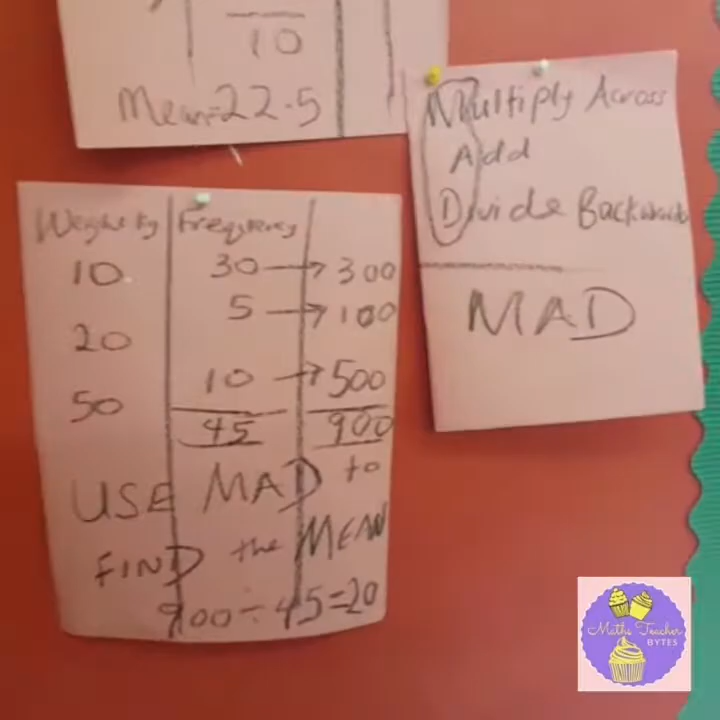 10
Mean=22.5
Multiply Across
Add
Divide Backwards
MAD
Weight kg Frequency
10 30 → 300
20 5 → 100
50 10 → 500
45 900
USE MAD to
FIND the MEAN
900÷45=20
Maths Teacher
BYTES